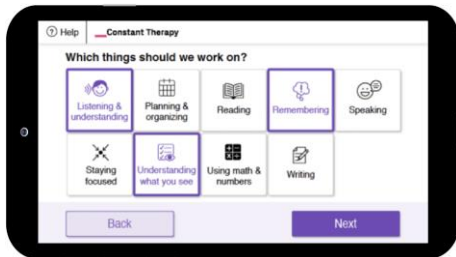 Help
Constant Therapy
Which things should we work on?
Listening &
understanding
Planning &
organizing
Reading
Remembering
Speaking
Staying
focused
Understanding
what you see
Using math &
numbers
Writing
Back
Next